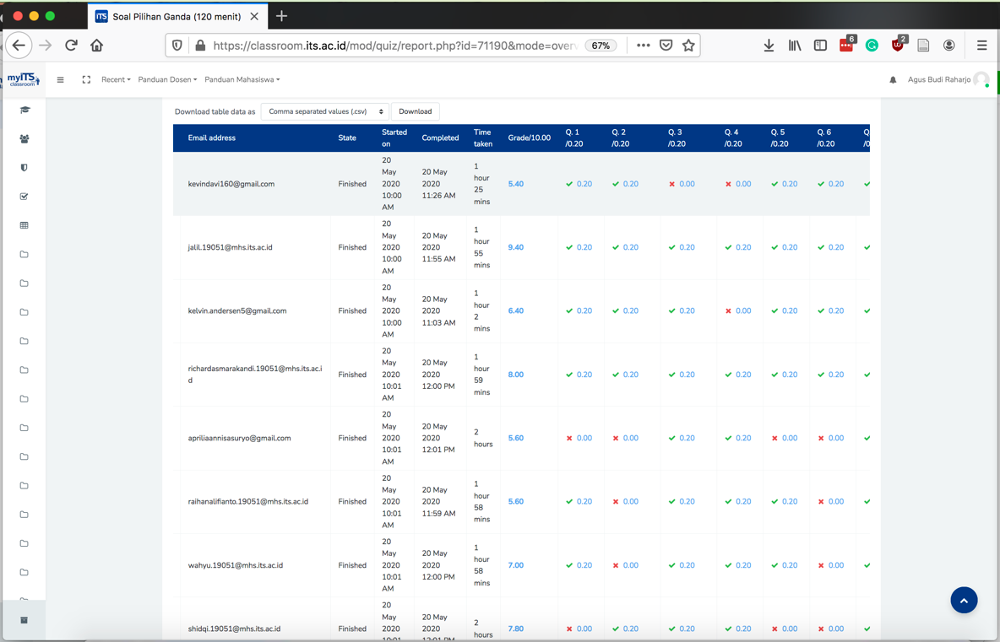 ITS Soal Pilihan Ganda (120 menit)
https://classroom.its.ac.id/mod/quiz/report.php?id=71190&mode=over
67%
6
2
myITS
classroom
Recent
Panduan Dosen
Panduan Mahasiswa
Agus Budi Raharjo
Download table data as
Comma separated values (.csv)
Download
Email address State Started on Completed Time taken Grade/10.00 Q. 1 /0.20 Q. 2 /0.20 Q. 3 /0.20 Q. 4 /0.20 Q. 5 /0.20 Q. 6 /0.20
kevindavi160@gmail.com Finished 20 May 2020 10:00 AM 20 May 2020 11:26 AM 1 hour 25 mins 5.40 0.20 0.20 0.00 0.00 0.20 0.20
jalil.19051@mhs.its.ac.id Finished 20 May 2020 10:00 AM 20 May 2020 11:55 AM 1 hour 55 mins 9.40 0.20 0.20 0.20 0.20 0.20 0.20
kelvin.andersen5@gmail.com Finished 20 May 2020 10:00 AM 20 May 2020 11:03 AM 1 hour 2 mins 6.40 0.20 0.20 0.20 0.00 0.20 0.20
richardasmarakandi.19051@mhs.its.ac.id Finished 20 May 2020 10:01 AM 20 May 2020 12:00 PM 1 hour 59 mins 8.00 0.20 0.20 0.20 0.20 0.20 0.20
apriliaannisasuryo@gmail.com Finished 20 May 2020 10:01 AM 20 May 2020 12:01 PM 2 hours 5.60 0.00 0.00 0.20 0.20 0.00 0.00
raihanalifianto.19051@mhs.its.ac.id Finished 20 May 2020 10:01 AM 20 May 2020 11:59 AM 1 hour 58 mins 5.60 0.20 0.00 0.20 0.20 0.20 0.00
wahyu.19051@mhs.its.ac.id Finished 20 May 2020 10:01 AM 20 May 2020 12:00 PM 1 hour 58 mins 7.00 0.20 0.00 0.20 0.20 0.20 0.00
shidqi.19051@mhs.its.ac.id Finished 20 May 2020 10:01 AM 20 May 2020 12:01 PM 2 hours 7.80 0.00 0.20 0.20 0.20 0.00 0.00